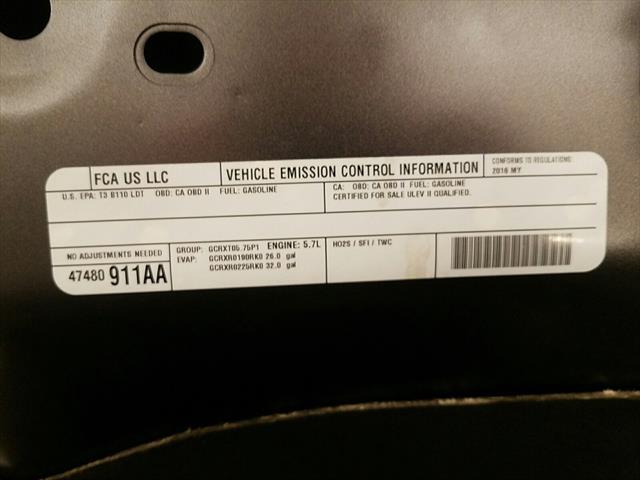 FCA US LLC
VEHICLE EMISSION CONTROL INFORMATION
CONFORMS TO REGULATIONS:
2016 MY
U.S. EPA: T3 B110 LDT OBD: CA OBD II FUEL: GASOLINE
CA: OBD: CA OBD II FUEL: GASOLINE
CERTIFIED FOR SALE ULEV II QUALIFIED.
NO ADJUSTMENTS NEEDED
47480 911AA
GROUP: GCRXT05.75P1 ENGINE: 5.7L
EVAP: GCRXR0190RK0 26.0 gal
GCRXR0225RK0 32.0 gal
HO2S / SFI / TWC